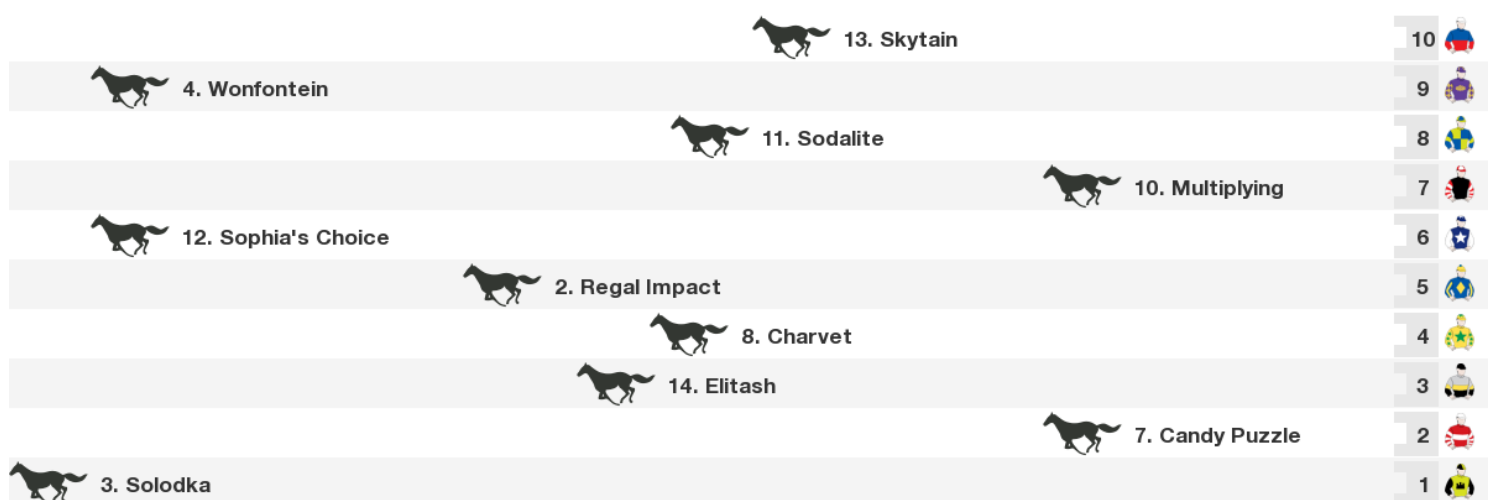 13. Skytain 10
4. Wonfontein 9
11. Sodalite 8
10. Multiplying 7
12. Sophia's Choice 6
2. Regal Impact 5
8. Charvet 4
14. Elitash 3
7. Candy Puzzle 2
3. Solodka 1